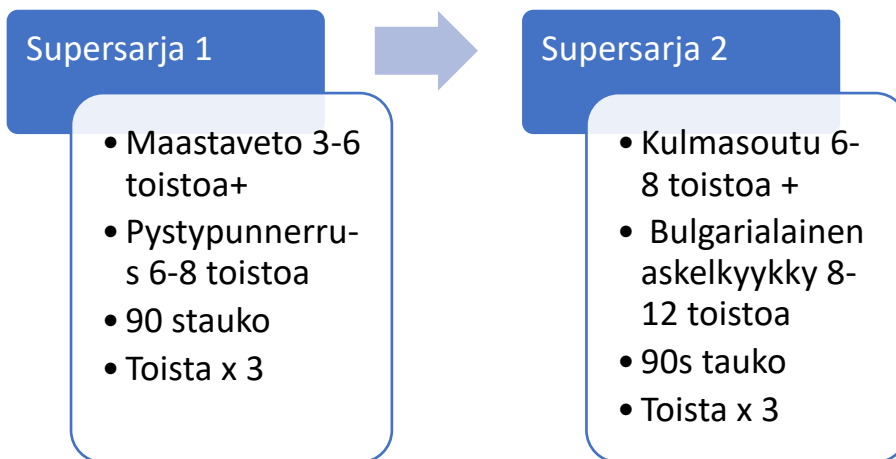 Supersarja 1
• Maastaveto 3-6
toistoa+
• Pystypunnerru-
s 6-8 toistoa
• 90 stauko
• Toista x 3
Supersarja 2
• Kulmasoutu 6-
8 toistoa +
• Bulgarialainen
askelkyykky 8-
12 toistoa
• 90s tauko
• Toista x 3